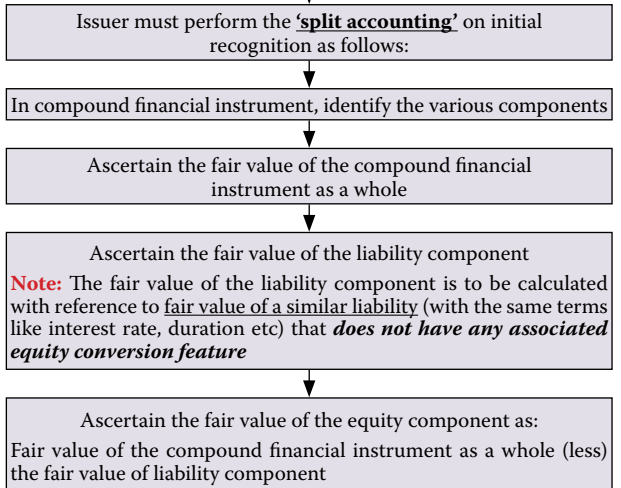 Issuer must perform the ‘split accounting’ on initial
recognition as follows:
In compound financial instrument, identify the various components
Ascertain the fair value of the compound financial
instrument as a whole
Ascertain the fair value of the liability component
Note: The fair value of the liability component is to be calculated
with reference to fair value of a similar liability (with the same terms
like interest rate, duration etc) that does not have any associated
equity conversion feature
Ascertain the fair value of the equity component as:
Fair value of the compound financial instrument as a whole (less)
the fair value of liability component